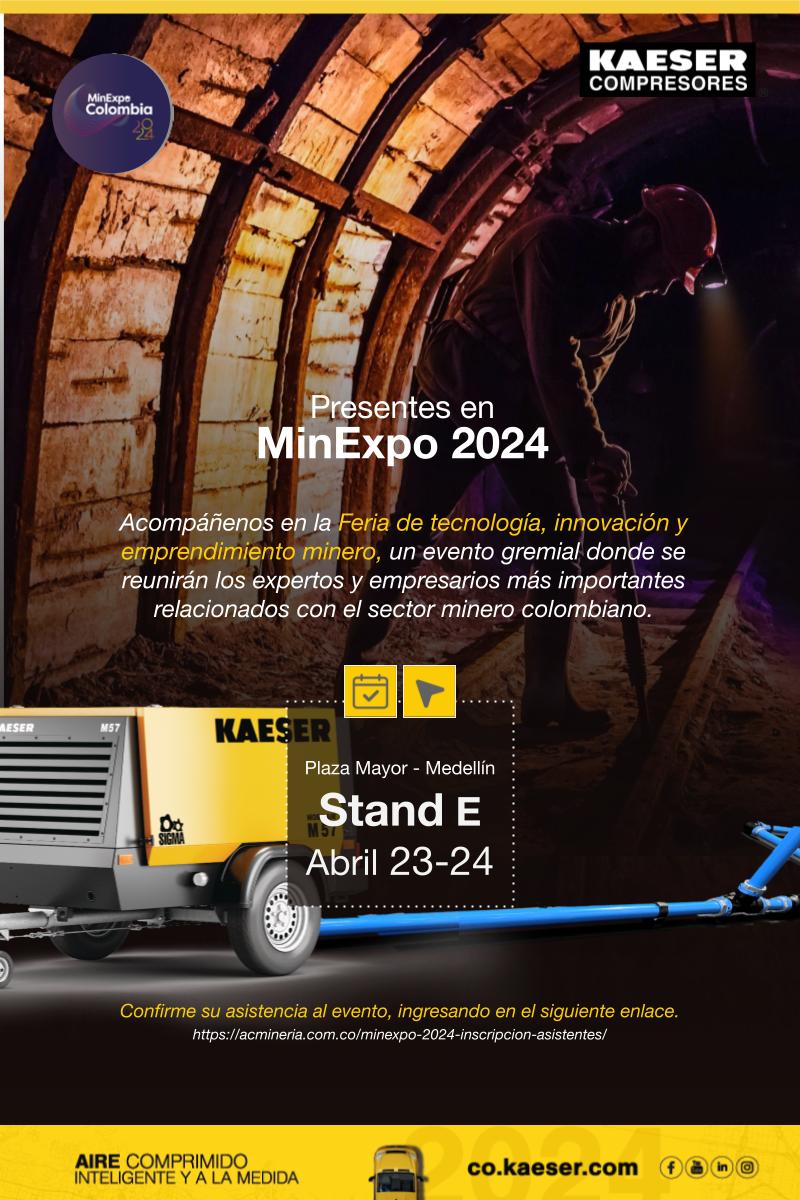 MinExpo
Colombia
2024
KAESER
COMPRESORES
Presentes en
MinExpo 2024
Acompáñenos en la Feria de tecnología, innovación y
emprendimiento minero, un evento gremial donde se
reunirán los expertos y empresarios más importantes
relacionados con el sector minero colombiano.
KAESER
M57
KAESER
SIGMA
M57
Plaza Mayor - Medellín
Stand E
Abril 23-24
Confirme su asistencia al evento, ingresando en el siguiente enlace.
https://acmineria.com.co/minexpo-2024-inscripcion-asistentes/
2024
AIRE COMPRIMIDO
INTELIGENTE Y A LA MEDIDA
co.kaeser.com